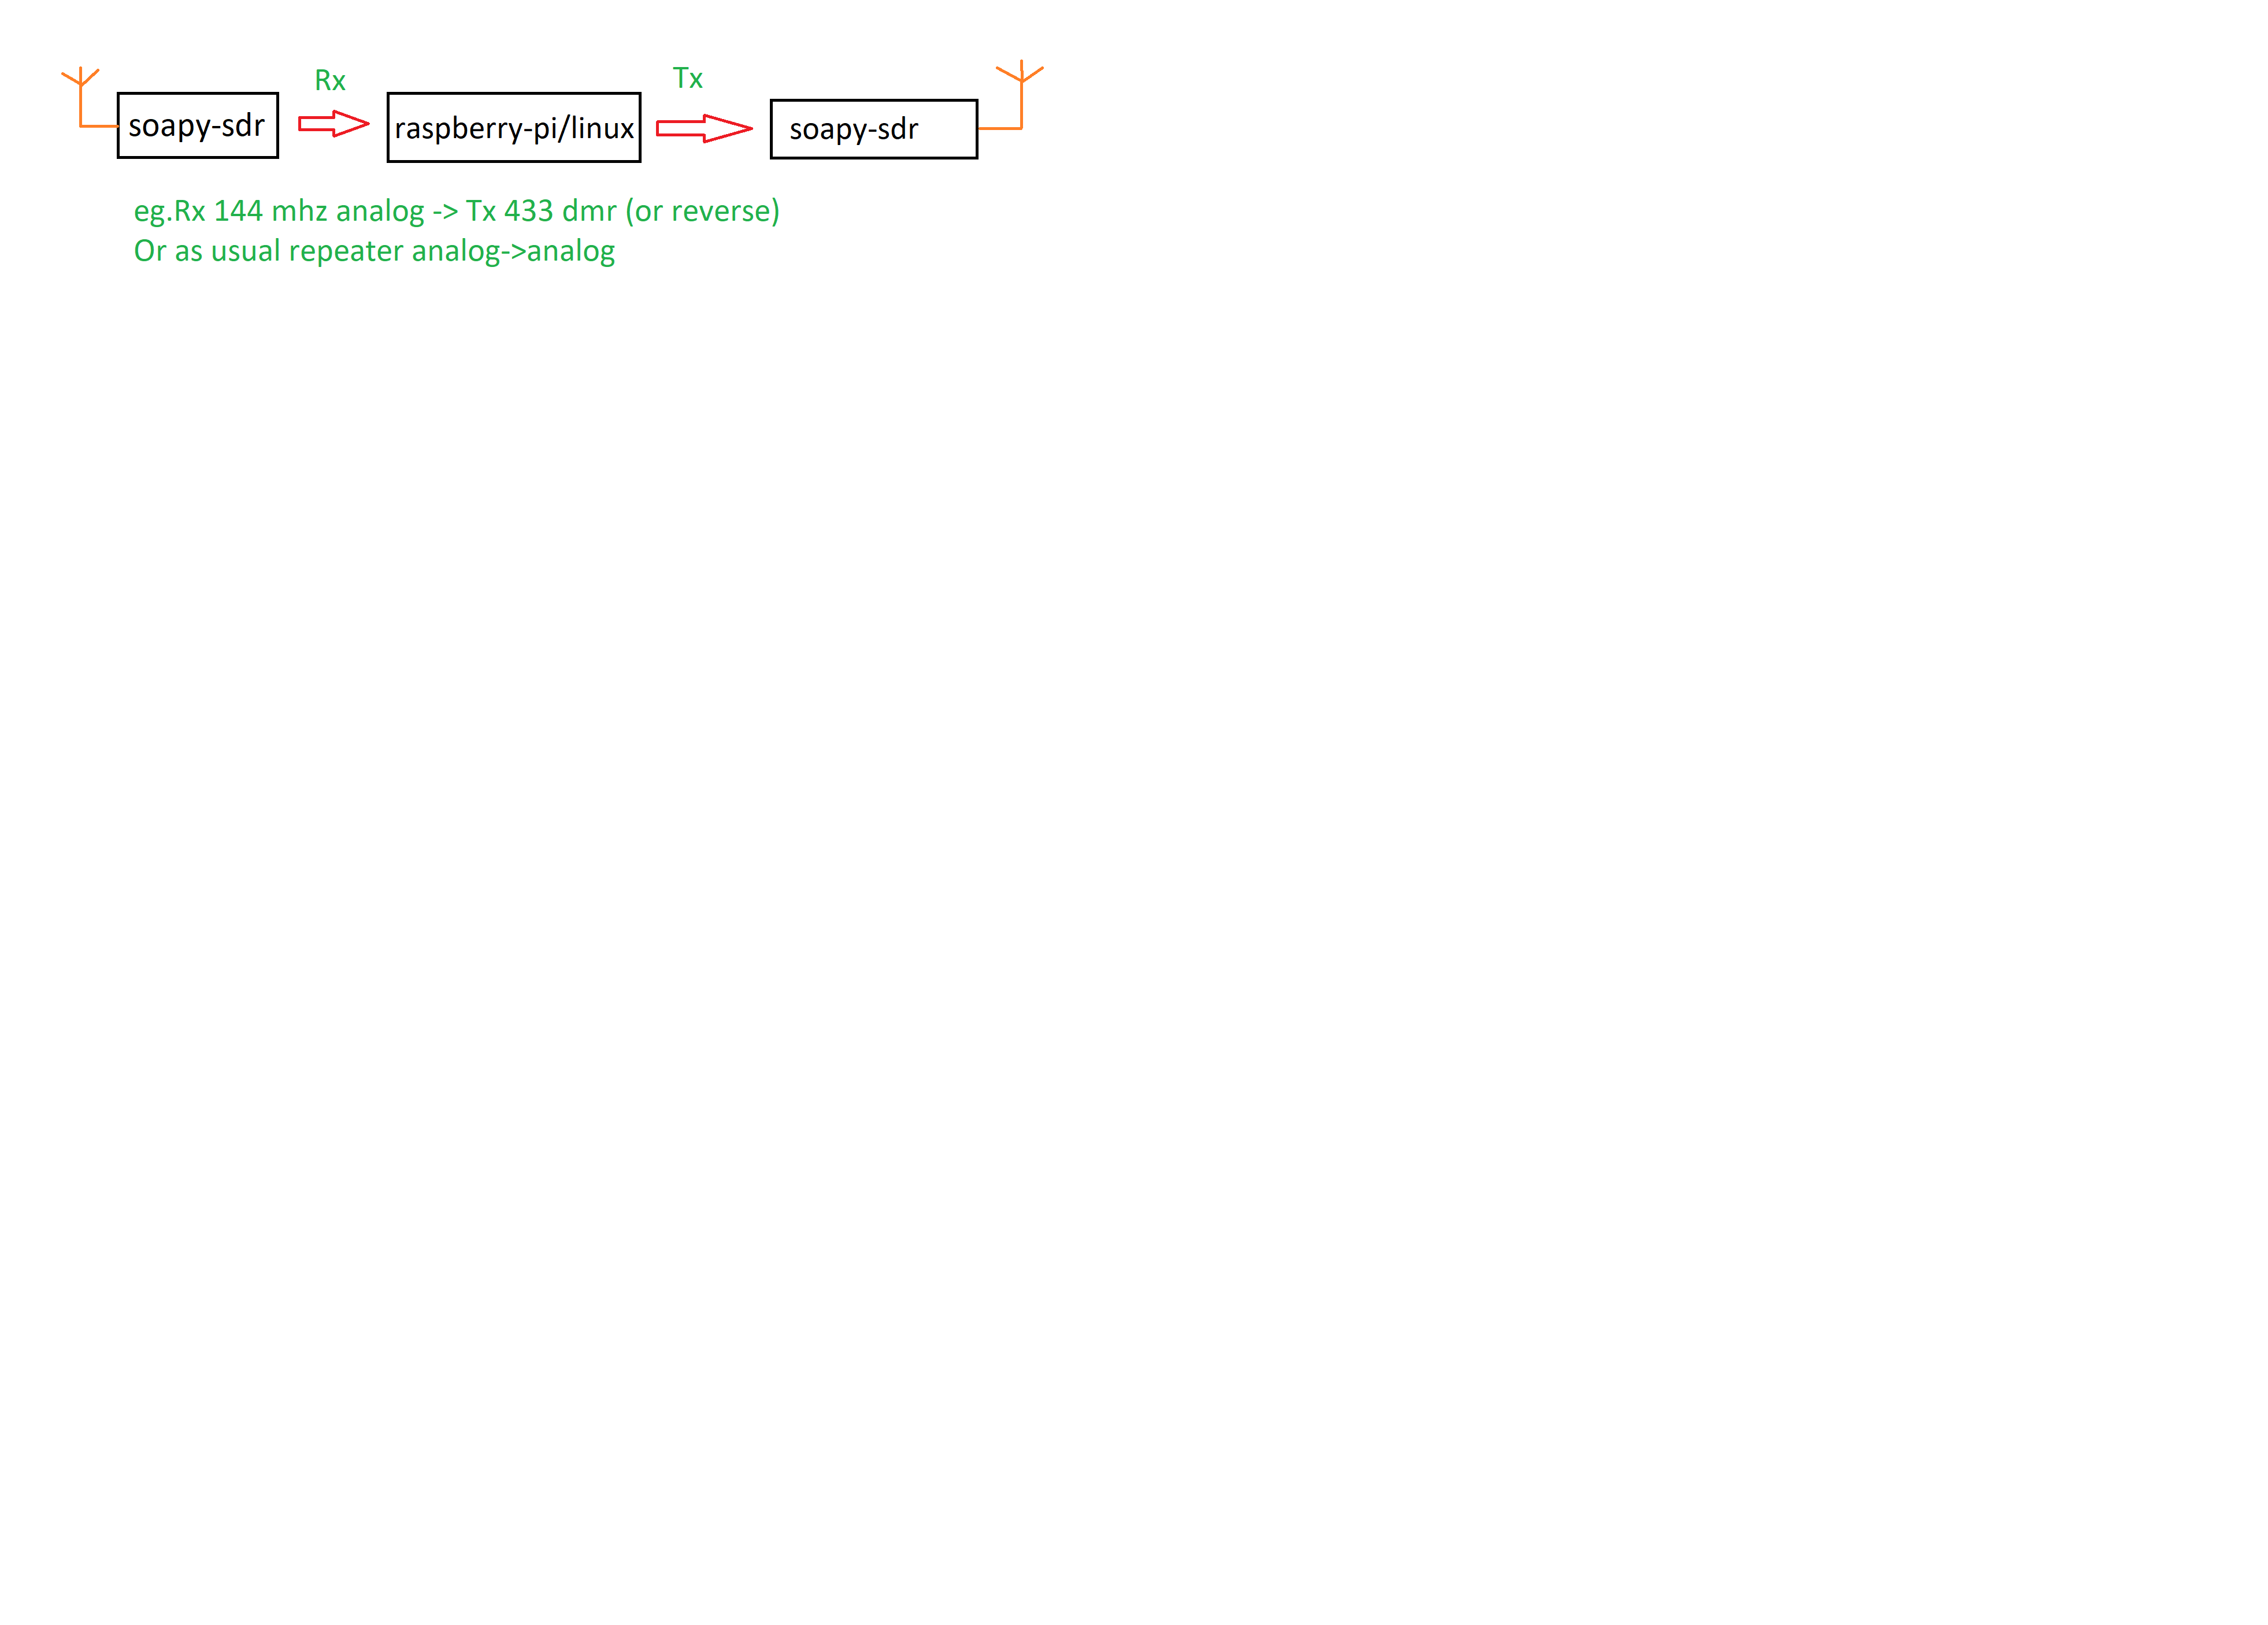 Rx
Tx
soapy-sdr
raspberry-pi/linux
soapy-sdr
eg.Rx 144 mhz analog -> Tx 433 dmr (or reverse)
Or as usual repeater analog->analog